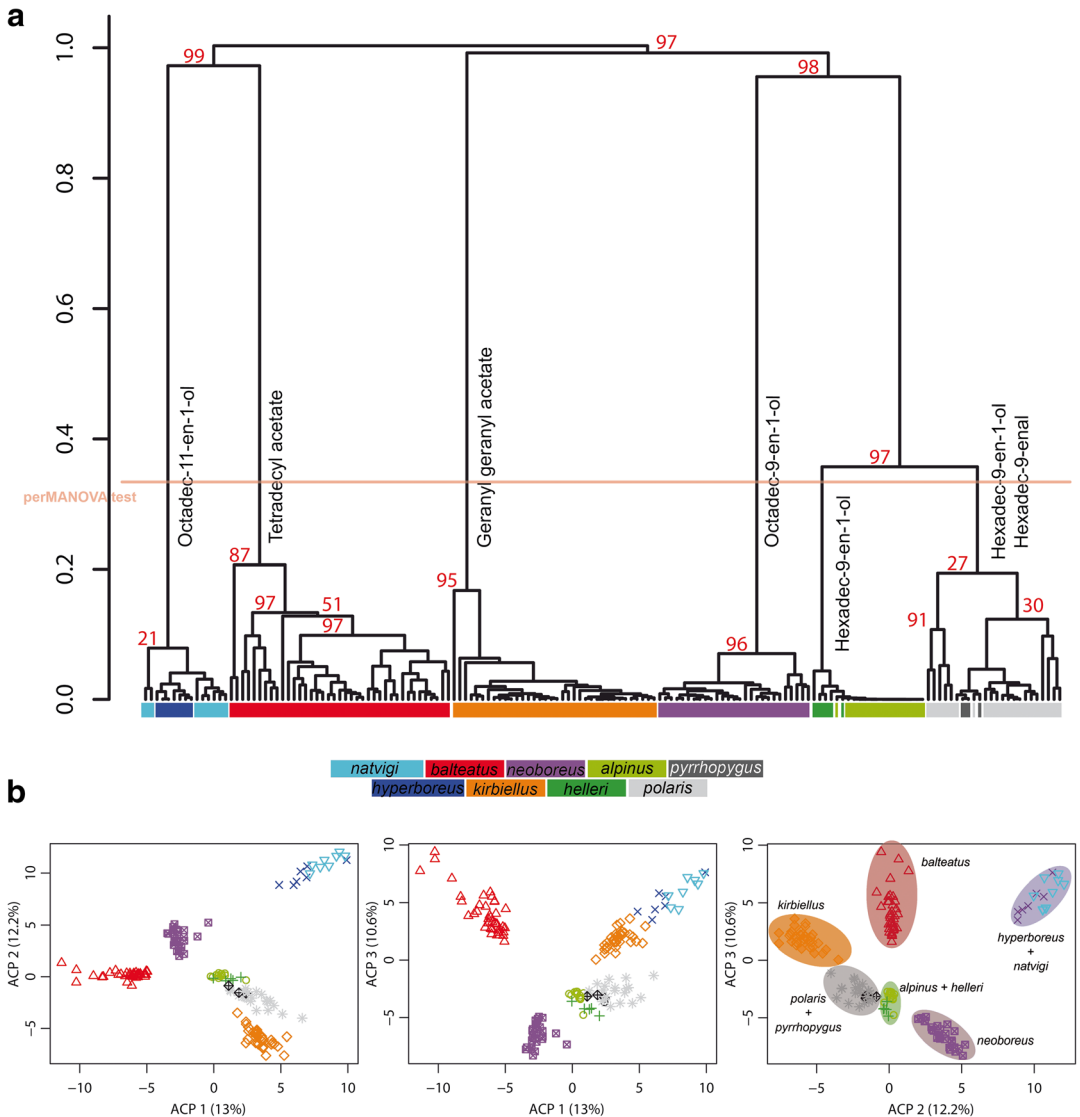 a
1.0
0.8
0.6
0.4
0.2
0.0
97
99
98
97
87
97
51
97
95
96
21
27
91
30
perMANOVA test
Octadec-11-en-1-ol
Tetradecyl acetate
Geranyl geranyl acetate
Octadec-9-en-1-ol
Hexadec-9-en-1-ol
Hexadec-9-en-1-ol
Hexadec-9-enal
natvigi balteatus neoboreus alpinus pyrrhopygus
hyperboreus kirbiellus helleri polaris
b
ACP 2 (12.2%)
10
5
0
−5
−10 −5 0 5 10
ACP 1 (13%)
ACP 3 (10.6%)
10
5
0
−5
−10 −5 0 5 10
ACP 1 (13%)
ACP 3 (10.6%)
10
5
0
−5
−5 0 5 10
ACP 2 (12.2%)
balteatus
kirbiellus
hyperboreus
+
natvigi
alpinus + helleri
polaris
+
pyrrhopygus
neoboreus